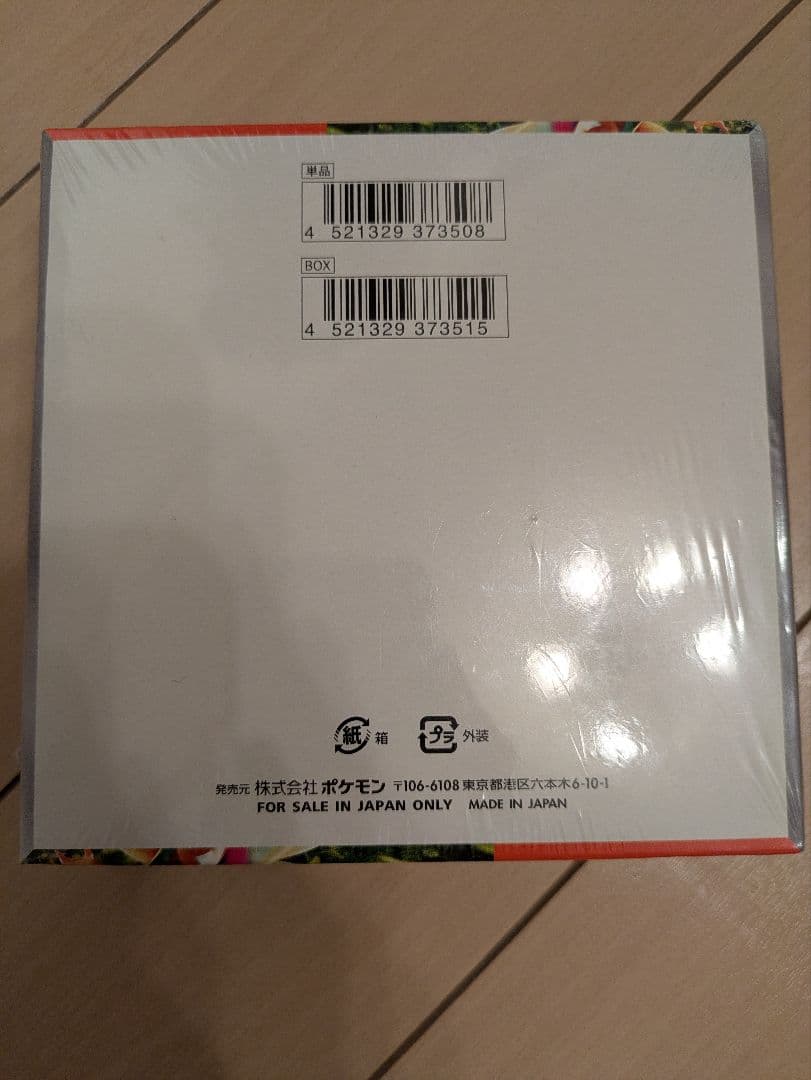 単品
4 521329 373508
BOX
4 521329 373515
紙 箱 プラ 外装
発売元 株式会社 ポケモン 〒106-6108 東京都港区六本木6-10-1
FOR SALE IN JAPAN ONLY MADE IN JAPAN